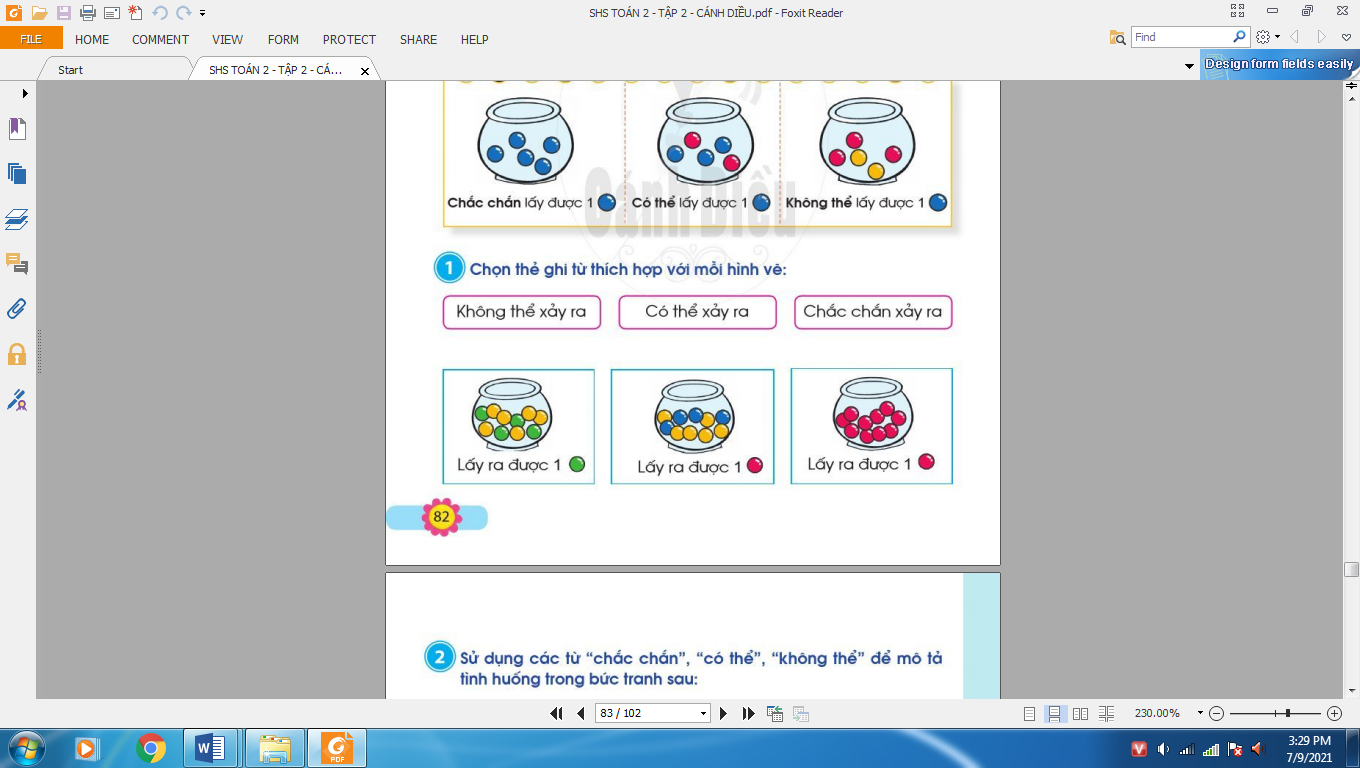 SHS TOÁN 2 - TẬP 2 - CÁNH DIỀU.pdf - Foxit Reader
FILE HOME COMMENT VIEW FORM PROTECT SHARE HELP
Find
Start
SHS TOÁN 2 - TẬP 2 - CÁ...
Design form fields easily
Cánh Diều
Chắc chắn lấy được 1
Có thể lấy được 1
Không thể lấy được 1
1 Chọn thẻ ghi từ thích hợp với mỗi hình vẽ:
Không thể xảy ra
Có thể xảy ra
Chắc chắn xảy ra
Lấy ra được 1
Lấy ra được 1
Lấy ra được 1
82
2 Sử dụng các từ “chắc chắn”, “có thể”, “không thể” để mô tả
tình huống trong bức tranh sau:
83 / 102
230.00%
PDF
3:29 PM
7/9/2021